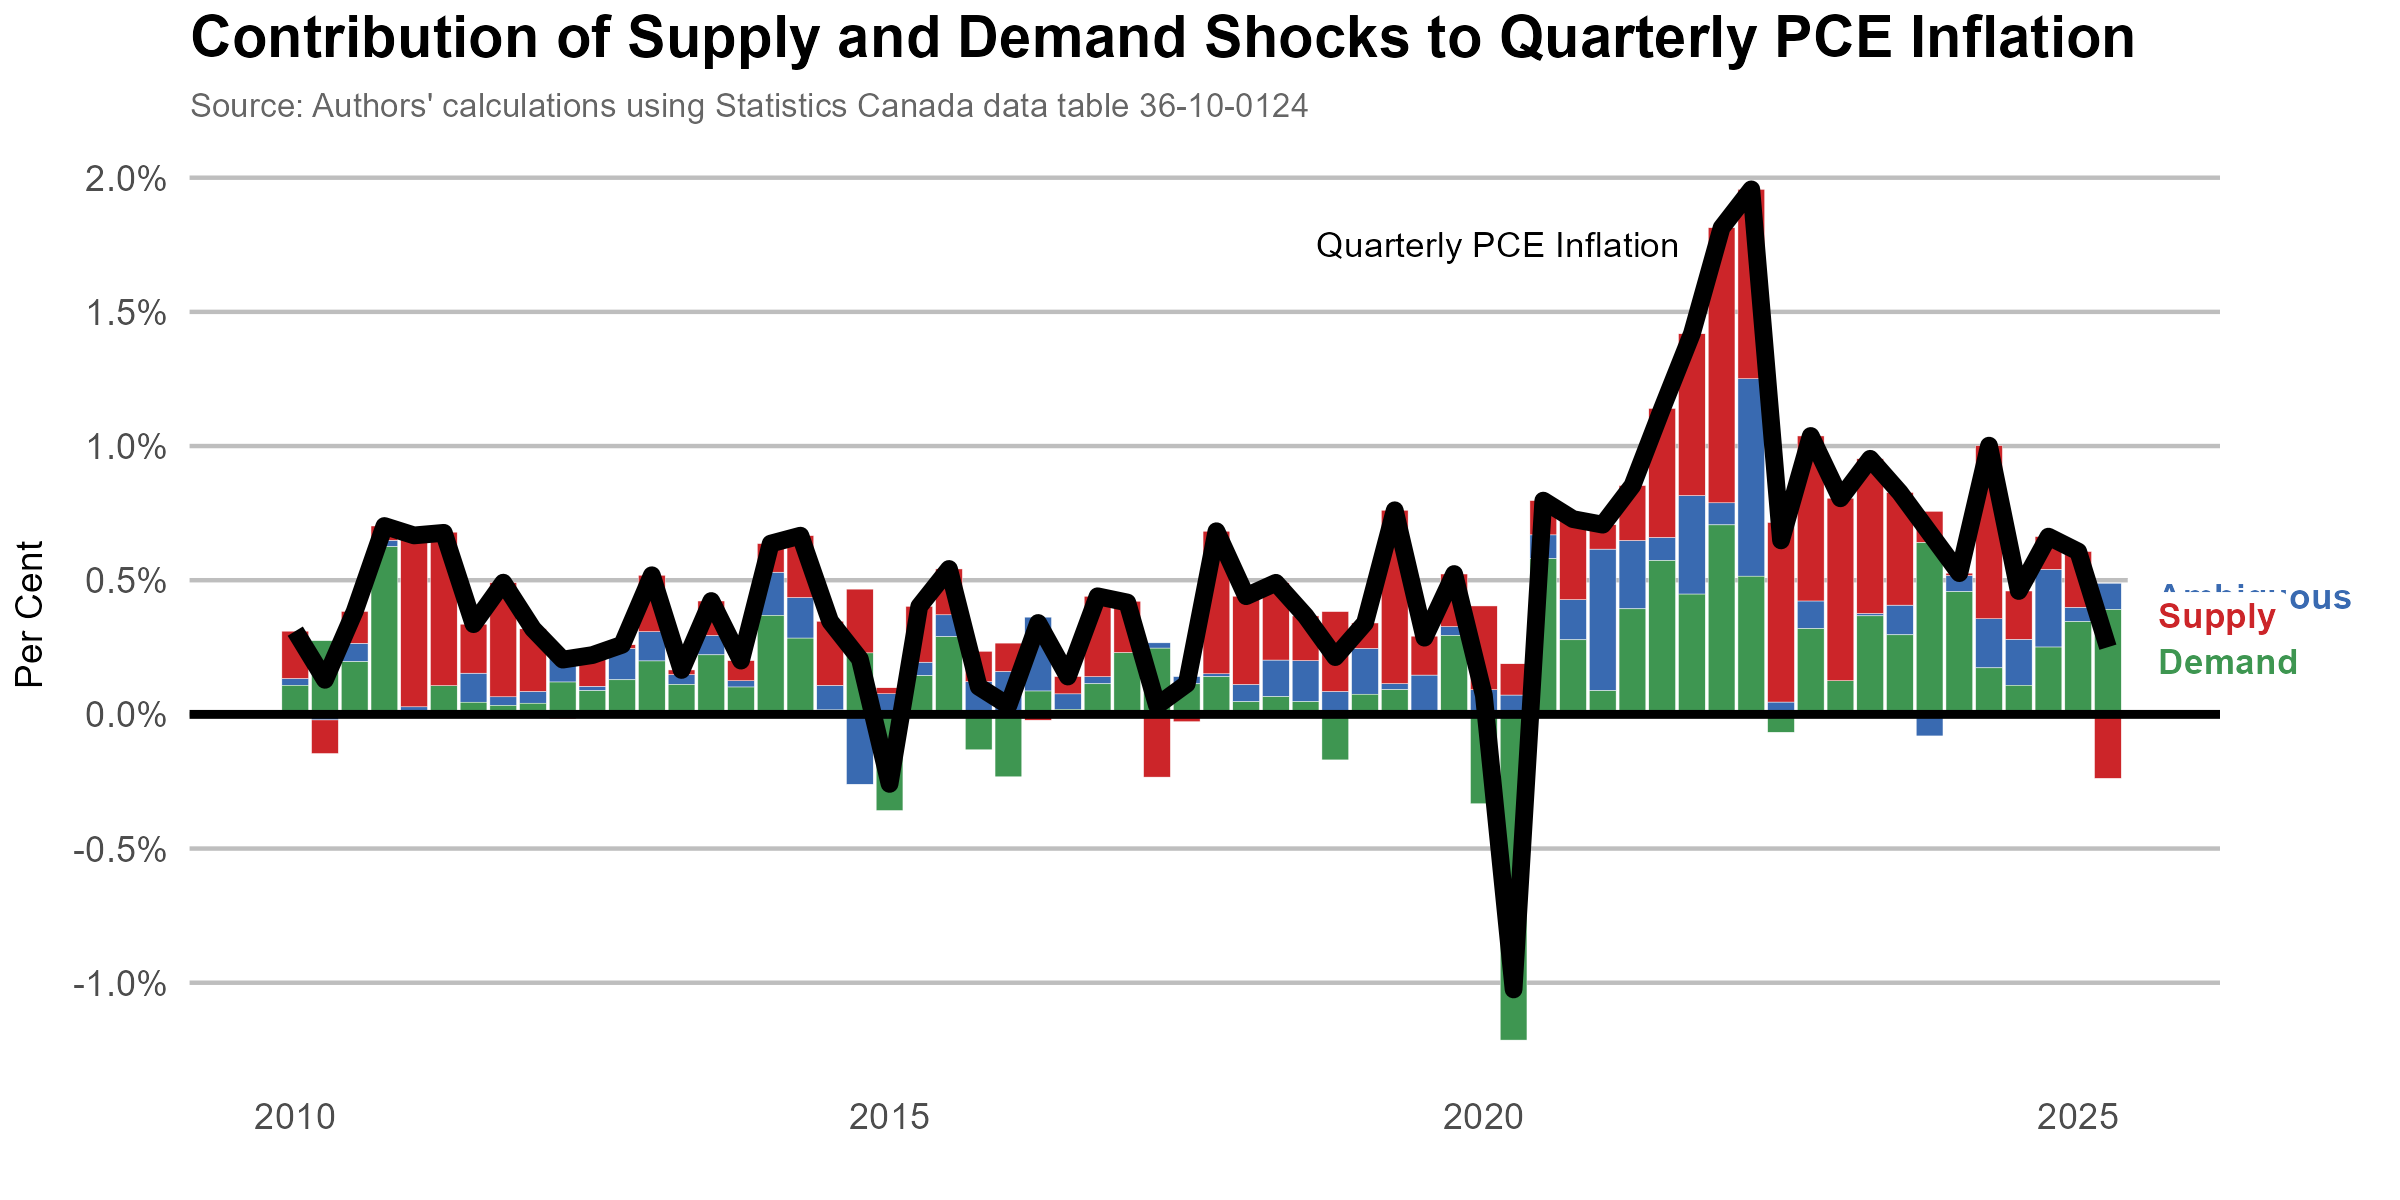 Contribution of Supply and Demand Shocks to Quarterly PCE Inflation
Source: Authors' calculations using Statistics Canada data table 36-10-0124
Per Cent
2.0%
1.5%
1.0%
0.5%
0.0%
-0.5%
-1.0%
Quarterly PCE Inflation
Ambiguous
Supply
Demand
2010
2015
2020
2025